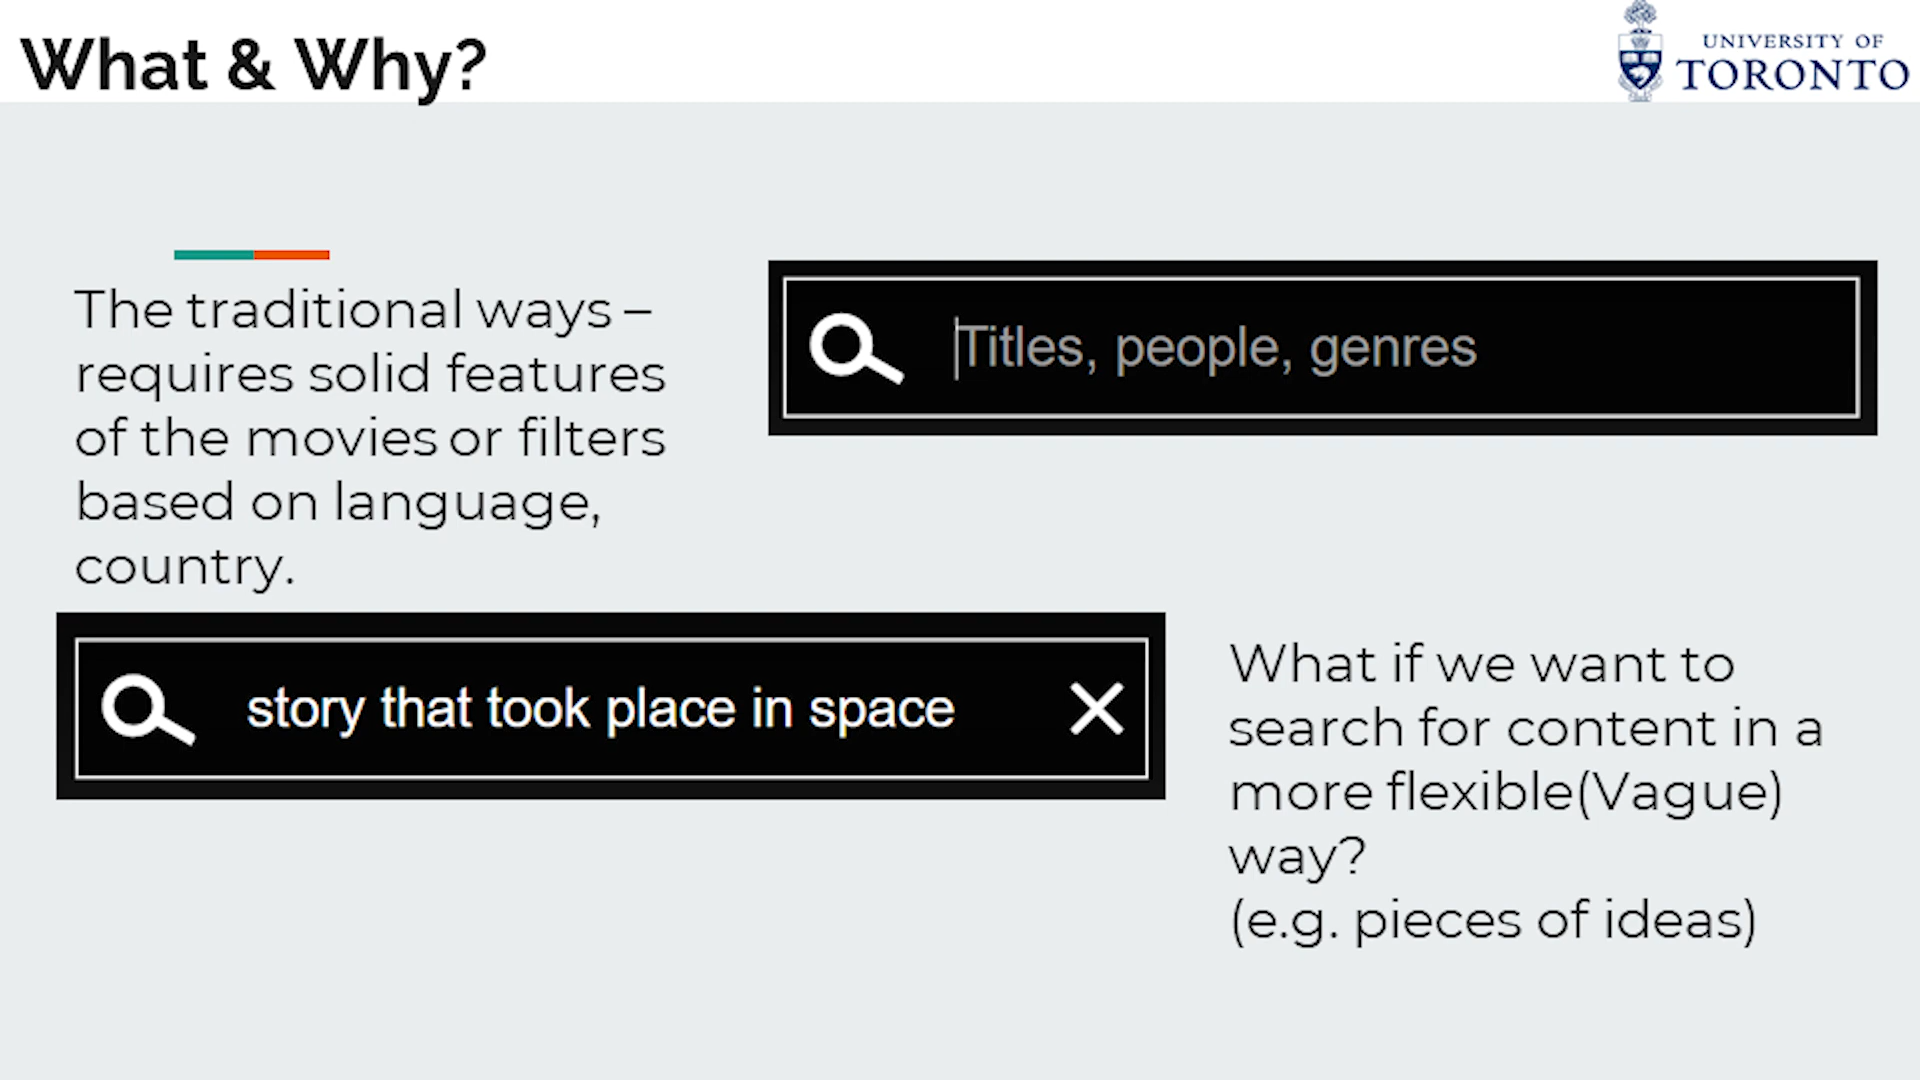 What & Why?
UNIVERSITY OF
TORONTO
The traditional ways –
requires solid features
of the movies or filters
based on language,
country.
Titles, people, genres
story that took place in space
What if we want to
search for content in a
more flexible(Vague)
way?
(e.g. pieces of ideas)